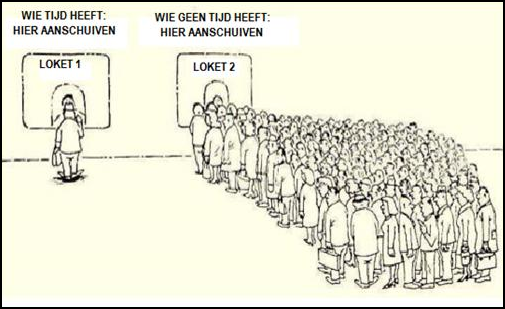 WIE TIJD HEEFT:
HIER AANSCHUIVEN
LOKET 1
WIE GEEN TIJD HEEFT:
HIER AANSCHUIVEN
LOKET 2